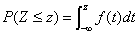 P(Z ≤ z) = ∫_{-∞}^{z} f(t)dt